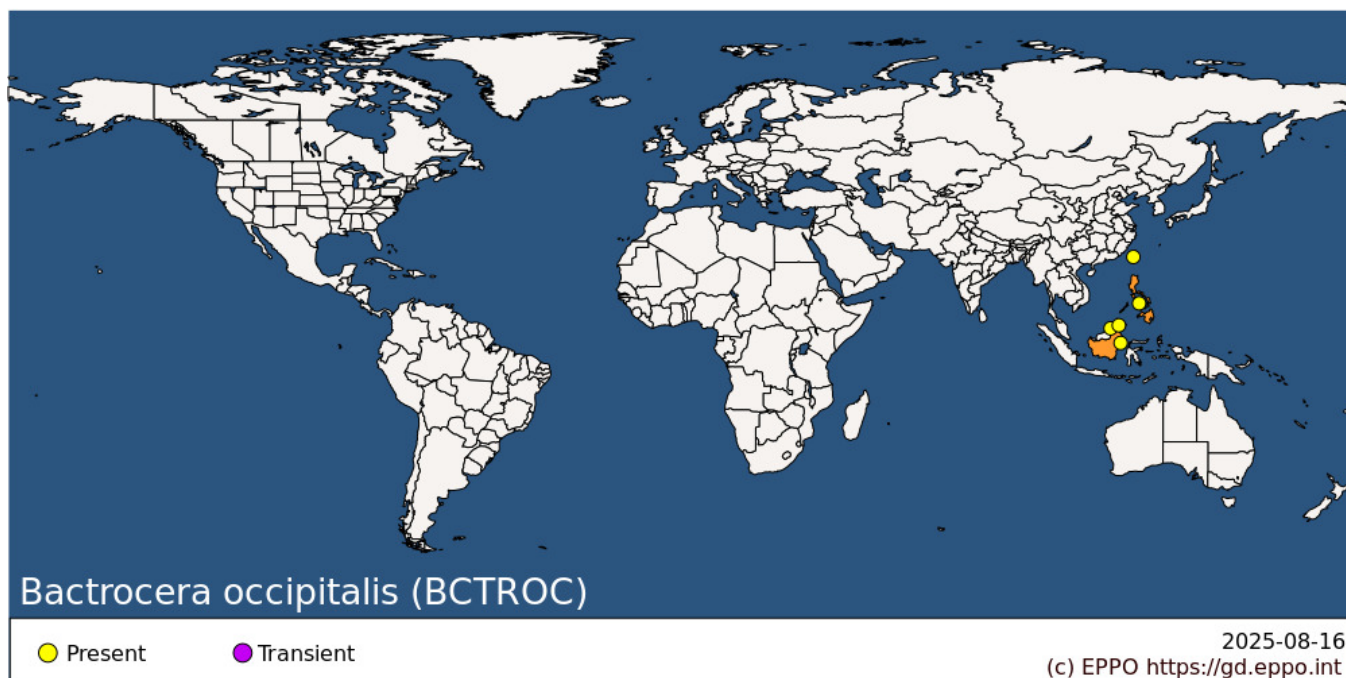 Bactrocera occipitalis (BCTROC)
Present
Transient
2025-08-16
(c) EPPO https://gd.eppo.int